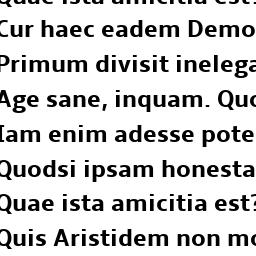 Quae ista amicitia est?
Cur haec eadem Demo
Primum divisit inelega
Age sane, inquam. Quo
Iam enim adesse pote
Quodsi ipsam honesta
Quae ista amicitia est?
Quis Aristidem non mo